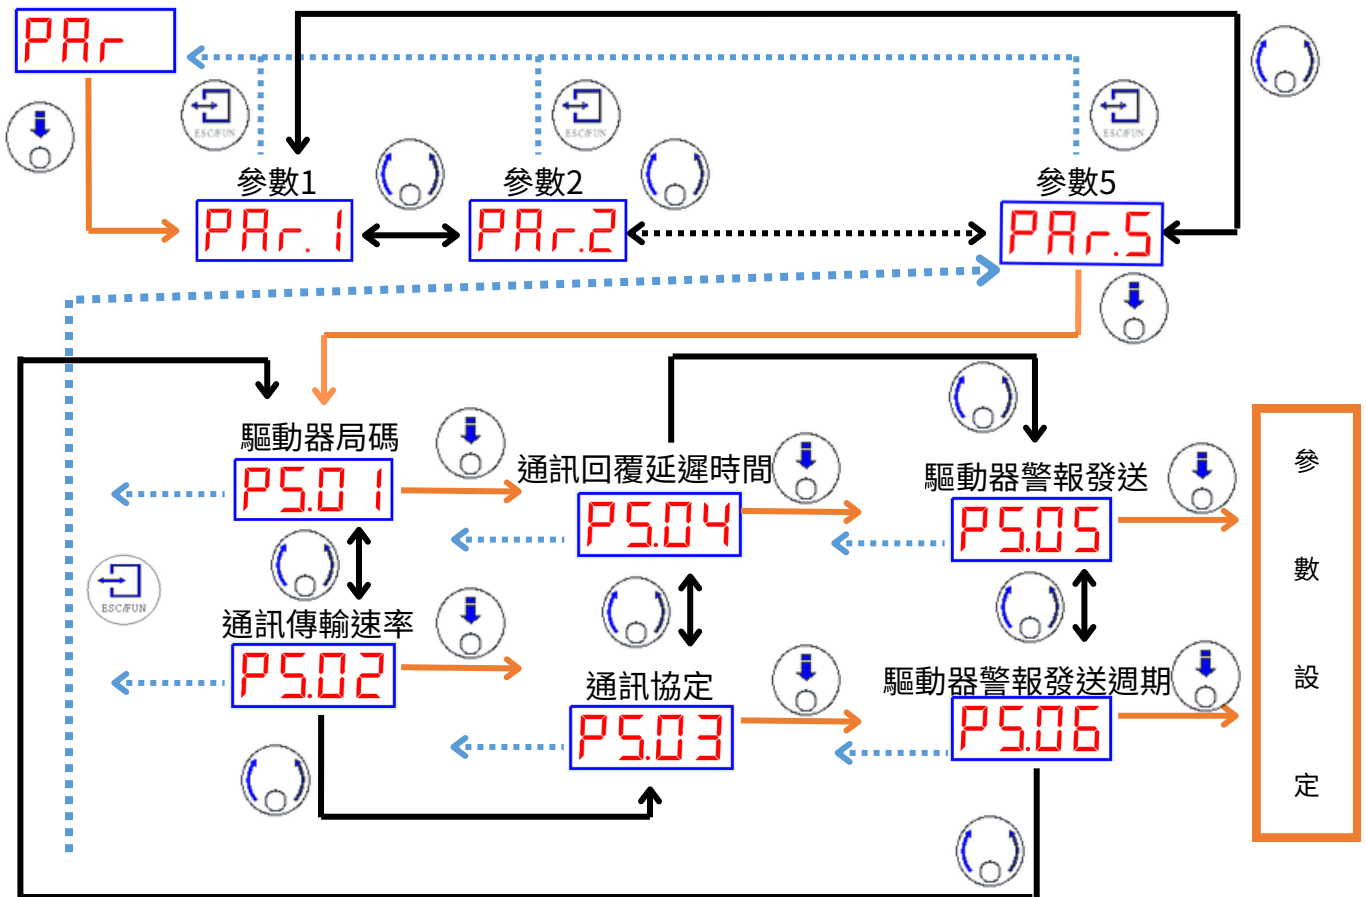 PAr
ESC/FUN
ESC/FUN
ESC/FUN
參數1
參數2
參數5
PAr.1
PAr.2
PAr.5
驅動器局碼
P5.01
通訊回覆延遲時間
P5.04
驅動器警報發送
P5.05
ESC/FUN
通訊傳輸速率
P5.02
通訊協定
P5.03
驅動器警報發送週期
P5.06
參
數
設
定